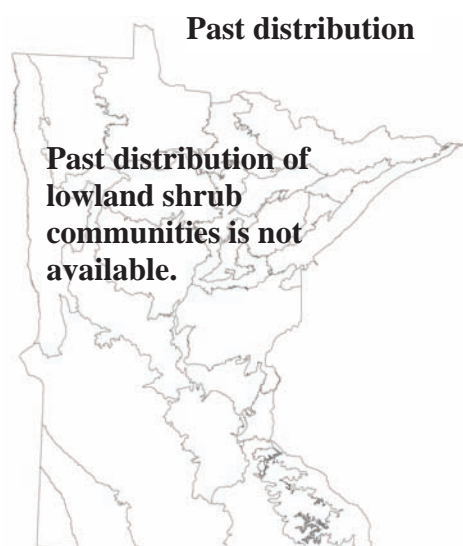 Past distribution
Past distribution of
lowland shrub
communities is not
available.